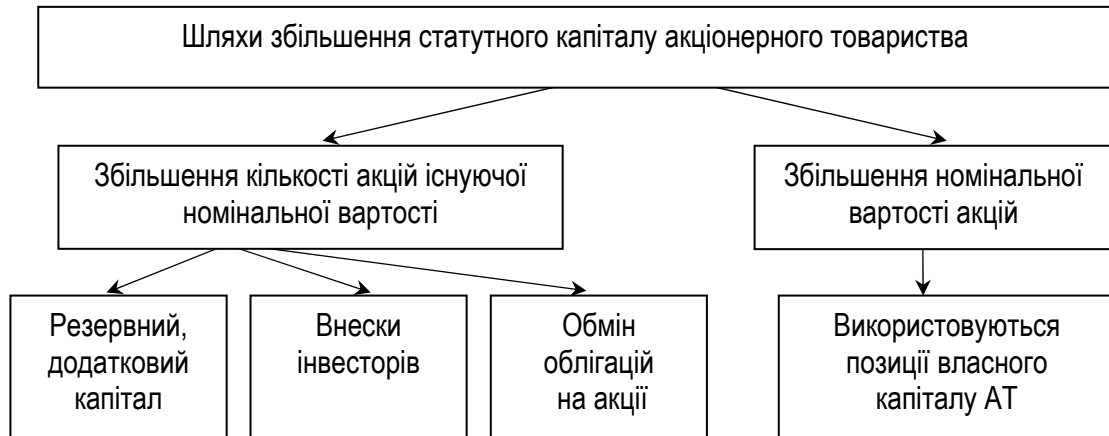 Шляхи збільшення статутного капіталу акціонерного товариства
Збільшення кількості акцій існуючої
номінальної вартості
Збільшення номінальної
вартості акцій
Резервний,
додатковий
капітал
Внески
інвесторів
Обмін
облігацій
на акції
Використовуються
позиції власного
капіталу АТ